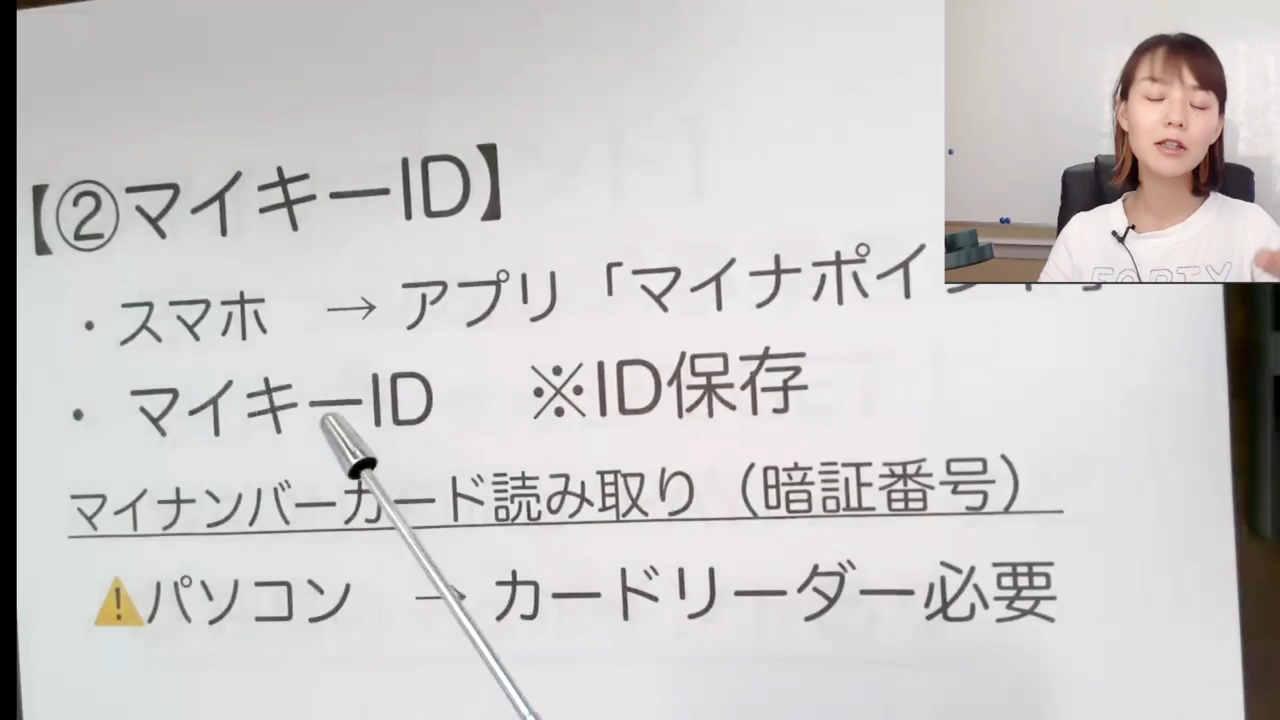 【②マイキーID】
・スマホ → アプリ「マイナポイント」
・マイキーID ※ID保存
マイナンバーカード読み取り（暗証番号）
⚠パソコン → カードリーダー必要